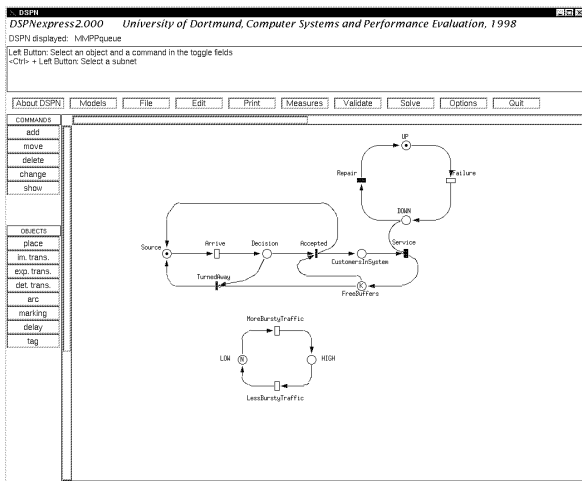 DSPN
DSPNexpress2.000 University of Dortmund, Computer Systems and Performance Evaluation, 1998
DSPN displayed: MMPPqueue
Left Button: Select an object and a command in the toggle fields
<Ctrl> + Left Button: Select a subnet
About DSPN Models File Edit Print Measures Validate Solve Options Quit
COMMANDS
add
move
delete
change
show
OBJECTS
place
im. trans.
exp. trans.
det. trans.
arc
marking
delay
tag
UP
Repair Failure
DOWN
Source Arrive Decision Accepted Service
CustomersInSystem
TurnedAway
K
FreeBuffers
MoreBurstyTraffic
LOW N HIGH
LessBurstyTraffic